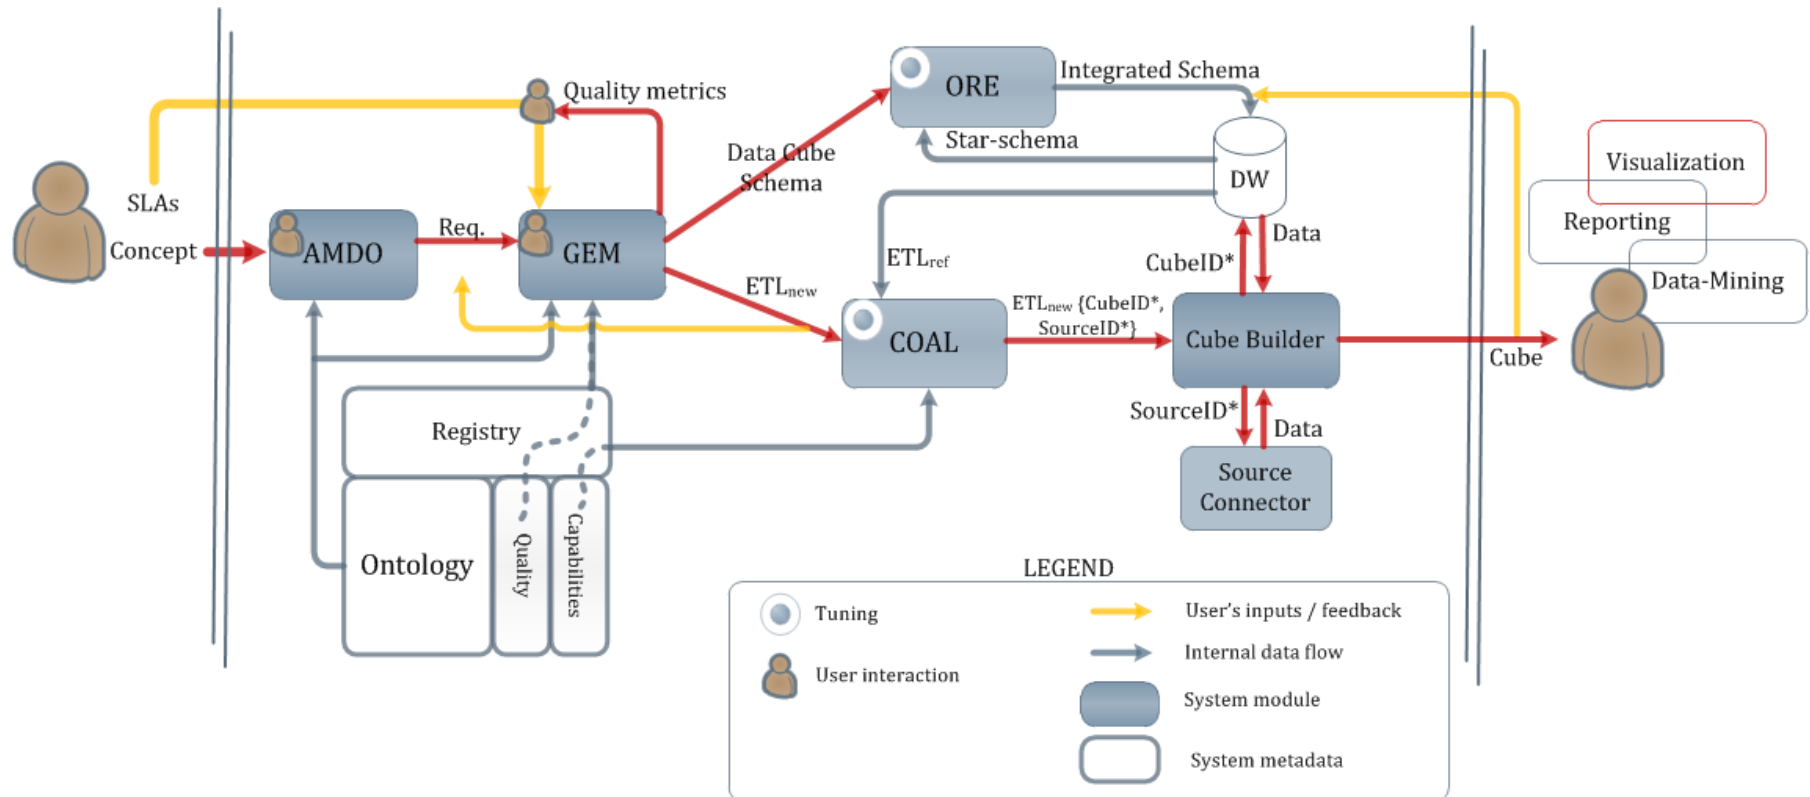 Quality metrics
ORE
Integrated Schema
Star-schema
Data Cube
Schema
DW
Visualization
Reporting
Data-Mining
SLAs
Concept
AMDO
Req.
GEM
ETLnew
ETLref
CubeID*
Data
COAL
ETLnew {CubeID*,
SourceID*}
Cube Builder
Cube
SourceID*
Data
Source
Connector
Registry
Ontology
Quality
Capabilities
LEGEND
Tuning
User interaction
User's inputs / feedback
Internal data flow
System module
System metadata